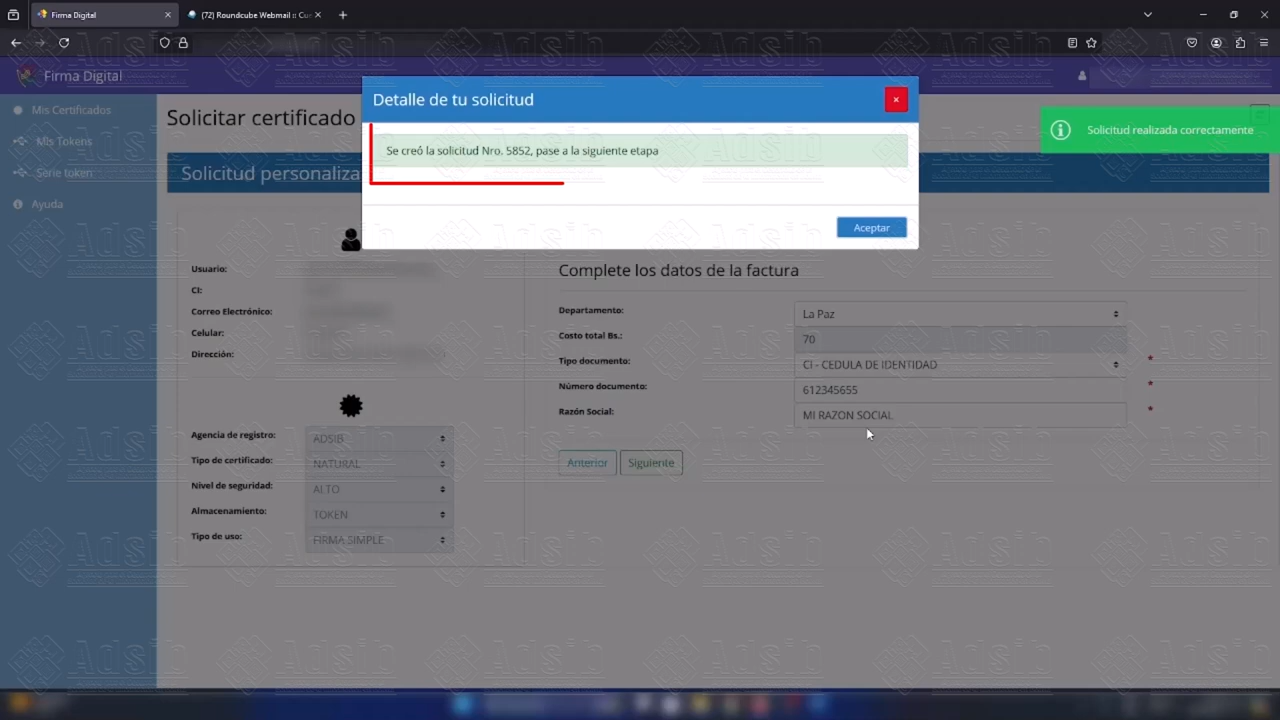 Firma Digital
(72) Roundcube Webmail ::
Firma Digital
Mis Certificados
Mis Tokens
Serie token
Ayuda
Solicitar certificado
Solicitud personaliza
Detalle de tu solicitud
×
Se creó la solicitud Nro. 5852, pase a la siguiente etapa
Aceptar
Solicitud realizada correctamente
Usuario:
CI:
Correo Electrónico:
Celular:
Dirección:
Agencia de registro: ADSIB
Tipo de certificado: NATURAL
Nivel de seguridad: ALTO
Almacenamiento: TOKEN
Tipo de uso: FIRMA SIMPLE
Complete los datos de la factura
Departamento: La Paz
Costo total Bs.: 70
Tipo documento: CI - CEDULA DE IDENTIDAD *
Número documento: 612345655 *
Razón Social: MI RAZON SOCIAL *
Anterior Siguiente
Adsib